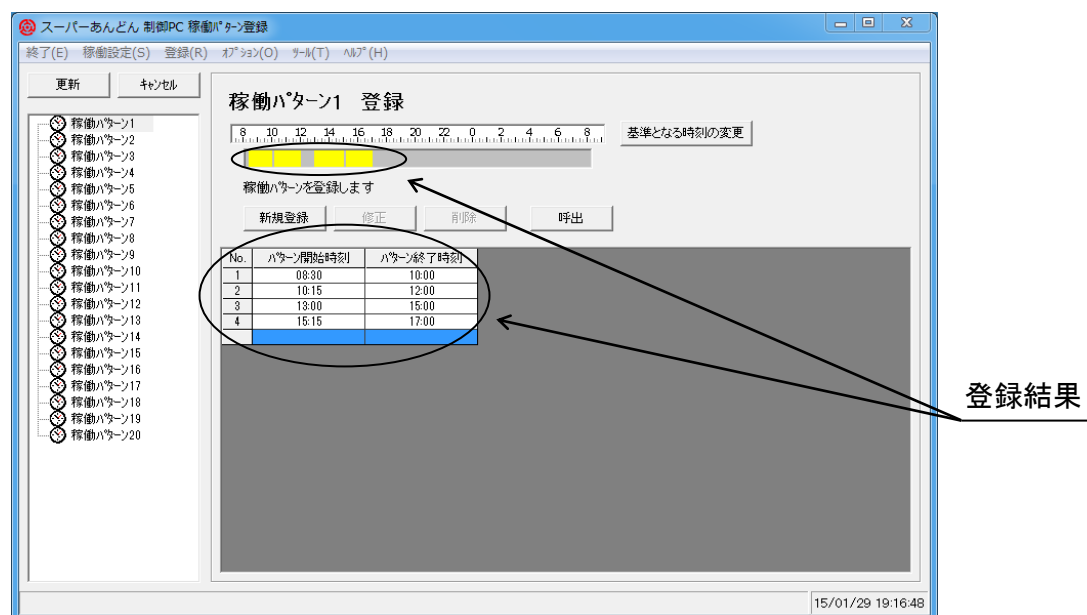 スーパーあんどん 制御PC 稼働パターン登録
終了(E) 稼働設定(S) 登録(R) オプション(O) ツール(T) ヘルプ(H)
更新 キャンセル
稼働パターン1
稼働パターン2
稼働パターン3
稼働パターン4
稼働パターン5
稼働パターン6
稼働パターン7
稼働パターン8
稼働パターン9
稼働パターン10
稼働パターン11
稼働パターン12
稼働パターン13
稼働パターン14
稼働パターン15
稼働パターン16
稼働パターン17
稼働パターン18
稼働パターン19
稼働パターン20
稼働パターン1 登録
8 10 12 14 16 18 20 22 0 2 4 6 8
基準となる時刻の変更
稼働パターンを登録します
新規登録 修正 削除 呼出
No. パターン開始時刻 パターン終了時刻
1 08:30 10:00
2 10:15 12:00
3 13:00 15:00
4 15:15 17:00
登録結果
15/01/29 19:16:48